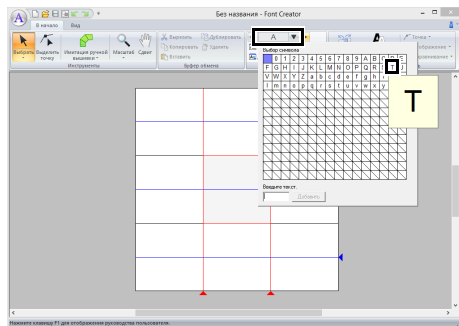 Без названия - Font Creator
В начало Вид
Выбрать Выделить точку Имитация ручной вышивки Масштаб Сдвиг
Инструменты
Вырезать Дублировать
Копировать Удалить
Вставить
Буфер обмена
A
Точка
Выбор символа
0 1 2 3 4 5 6 7 8 9 A B
F G H I J K L M N O P Q R T
V W X Y Z a b c d e f g h
l m n o p q r s t u v w x y
T
Введите текст.
Добавить
Нажмите клавишу F1 для отображения руководства пользователя.